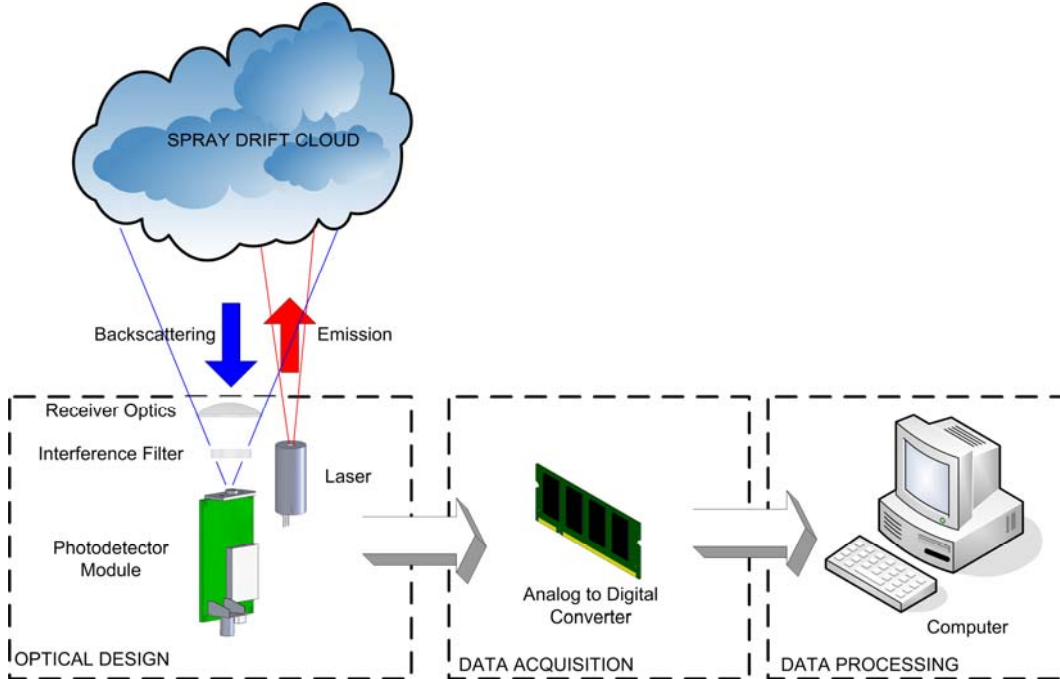 SPRAY DRIFT CLOUD
Backscattering
Emission
Receiver Optics
Interference Filter
Laser
Photodetector
Module
Analog to Digital
Converter
Computer
OPTICAL DESIGN
DATA ACQUISITION
DATA PROCESSING